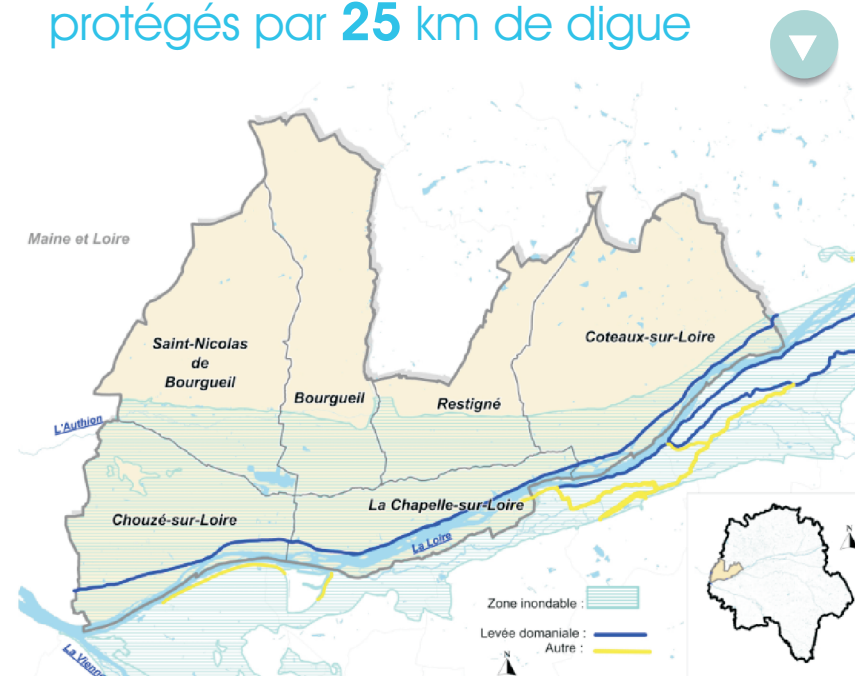 protégés par 25 km de digue
Maine et Loire
Saint-Nicolas
de
Bourgueil
Bourgueil
Restigné
Coteaux-sur-Loire
L'Authion
Chouzé-sur-Loire
La Chapelle-sur-Loire
La Loire
Zone inondable :
Levée domaniale :
Autre :
N
N
La Vienne